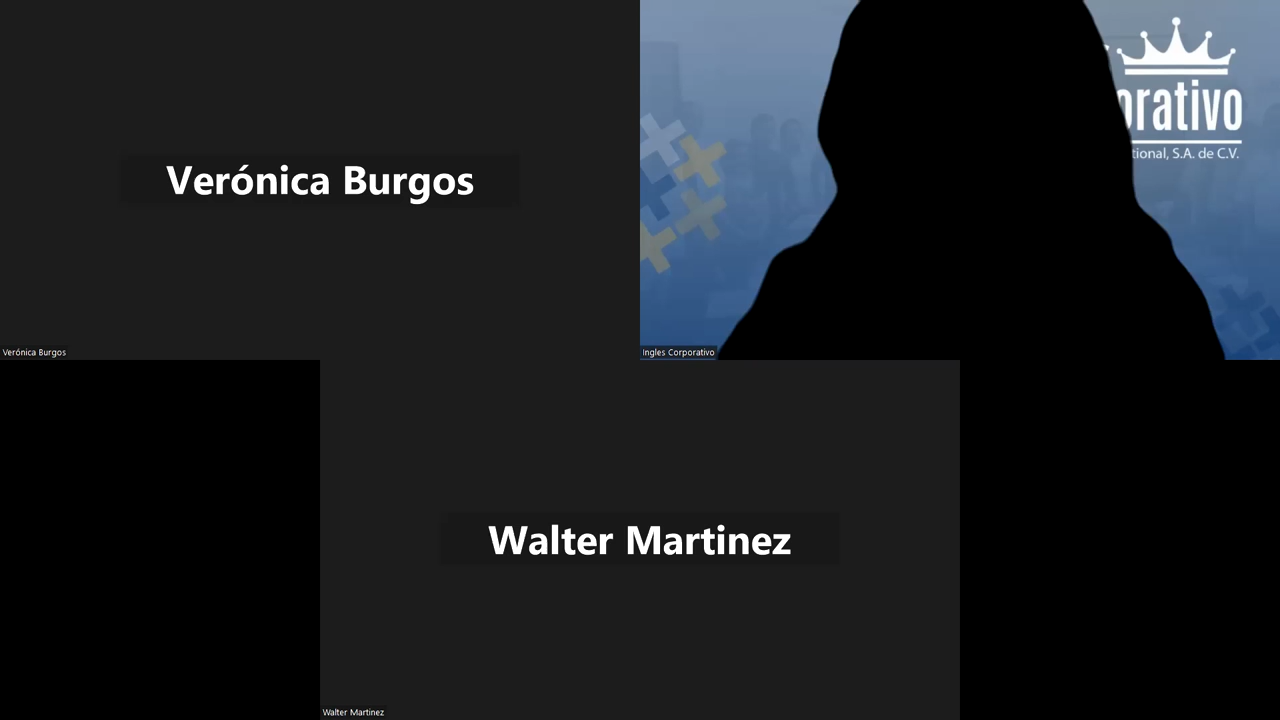 Verónica Burgos
Verónica Burgos
orativo
tional, S.A. de C.V.
Ingles Corporativo
Walter Martinez
Walter Martinez